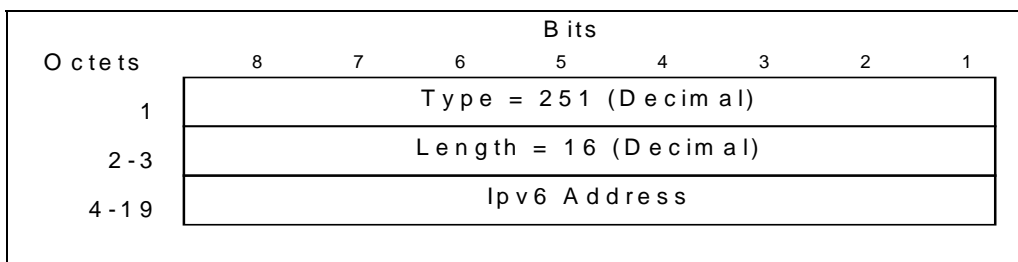 Bits
Octets 8 7 6 5 4 3 2 1
1 Type = 251 (Decimal)
2-3 Length = 16 (Decimal)
4-19 Ipv6 Address